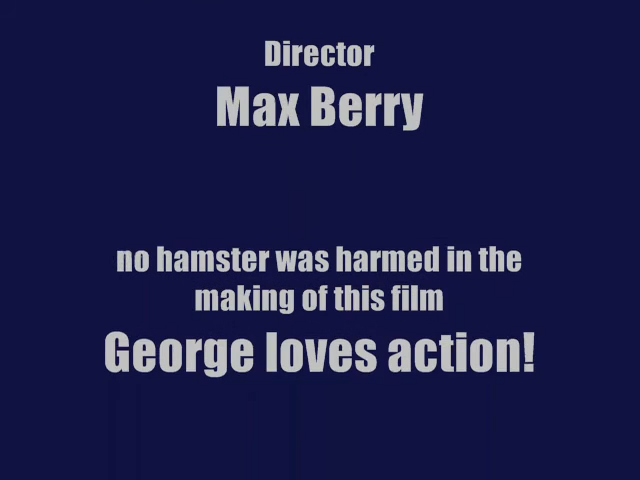 Director
Max Berry
no hamster was harmed in the
making of this film
George loves action!